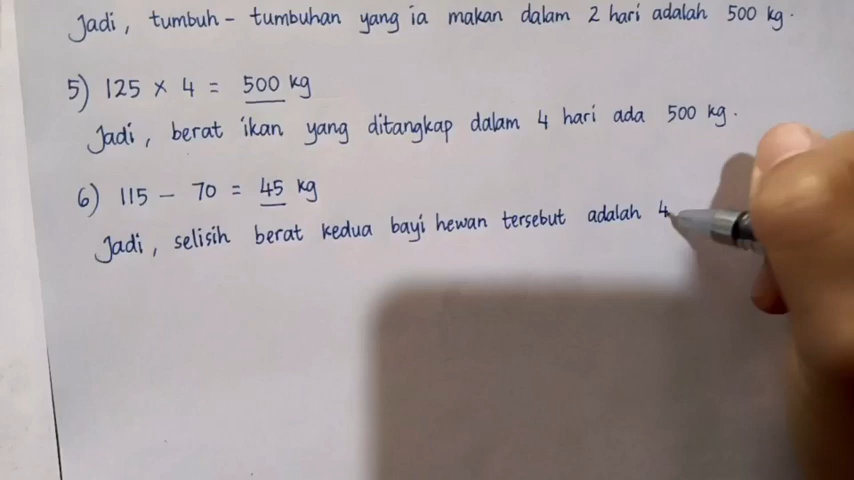 Jadi, tumbuh - tumbuhan yang ia makan dalam 2 hari adalah 500 kg.
5) 125 × 4 = 500 kg
Jadi, berat ikan yang ditangkap dalam 4 hari ada 500 kg.
6) 115 - 70 = 45 kg
Jadi, selisih berat kedua bayi hewan tersebut adalah 4